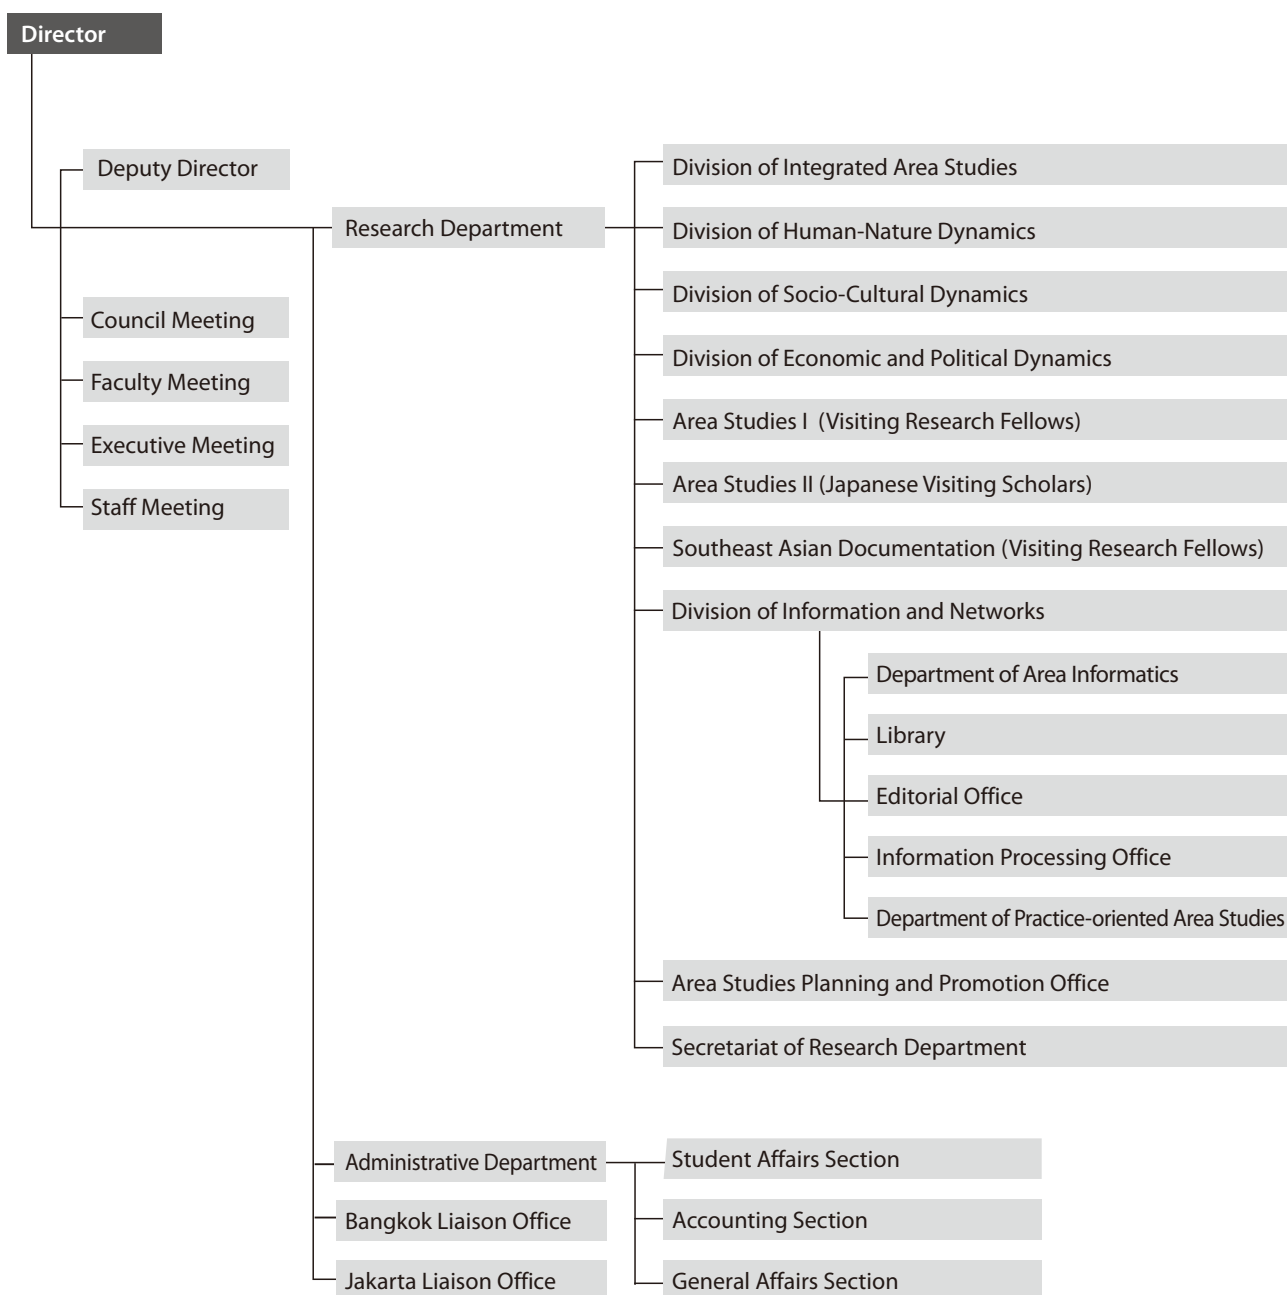 Director
Deputy Director
Council Meeting
Faculty Meeting
Executive Meeting
Staff Meeting
Research Department
Division of Integrated Area Studies
Division of Human-Nature Dynamics
Division of Socio-Cultural Dynamics
Division of Economic and Political Dynamics
Area Studies I (Visiting Research Fellows)
Area Studies II (Japanese Visiting Scholars)
Southeast Asian Documentation (Visiting Research Fellows)
Division of Information and Networks
Department of Area Informatics
Library
Editorial Office
Information Processing Office
Department of Practice-oriented Area Studies
Area Studies Planning and Promotion Office
Secretariat of Research Department
Administrative Department
Student Affairs Section
Accounting Section
General Affairs Section
Bangkok Liaison Office
Jakarta Liaison Office